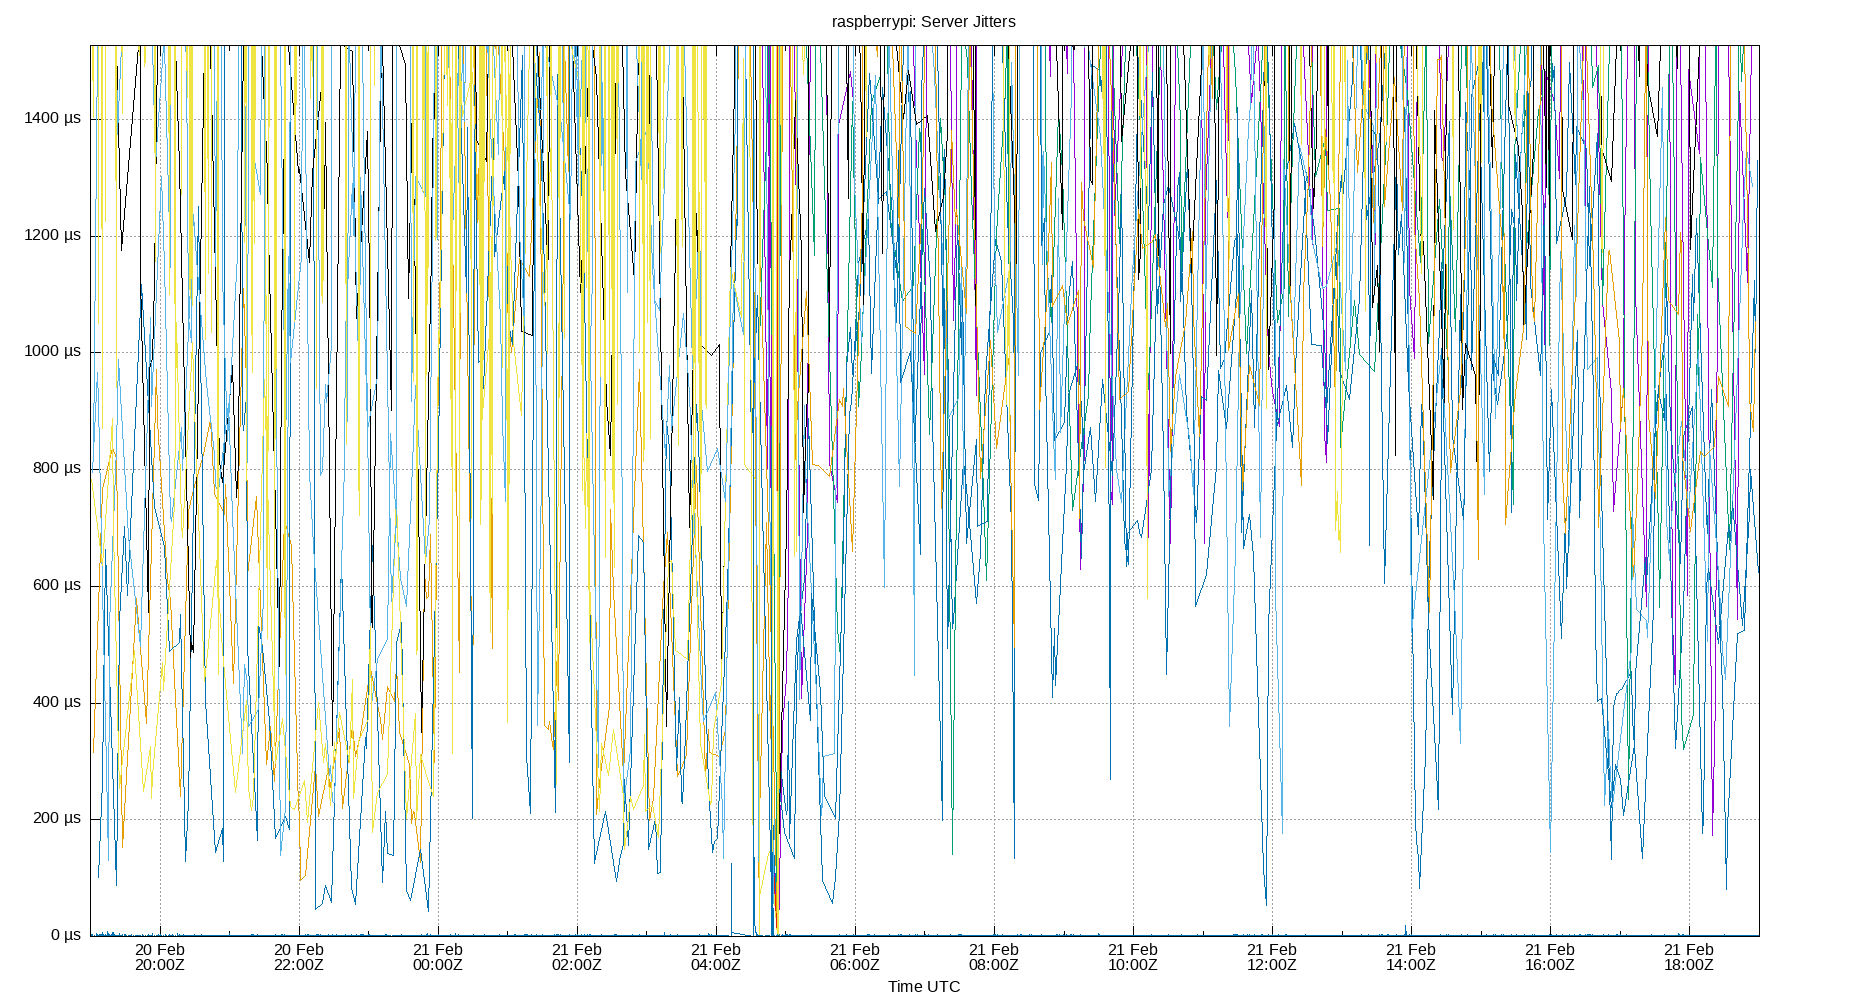 raspberrypi: Server Jitters
1400 µs
1200 µs
1000 µs
800 µs
600 µs
400 µs
200 µs
0 µs
20 Feb 20 Feb 21 Feb 21 Feb 21 Feb 21 Feb 21 Feb 21 Feb 21 Feb 21 Feb 21 Feb 21 Feb
20:00Z 22:00Z 00:00Z 02:00Z 04:00Z 06:00Z 08:00Z 10:00Z 12:00Z 14:00Z 16:00Z 18:00Z
Time UTC